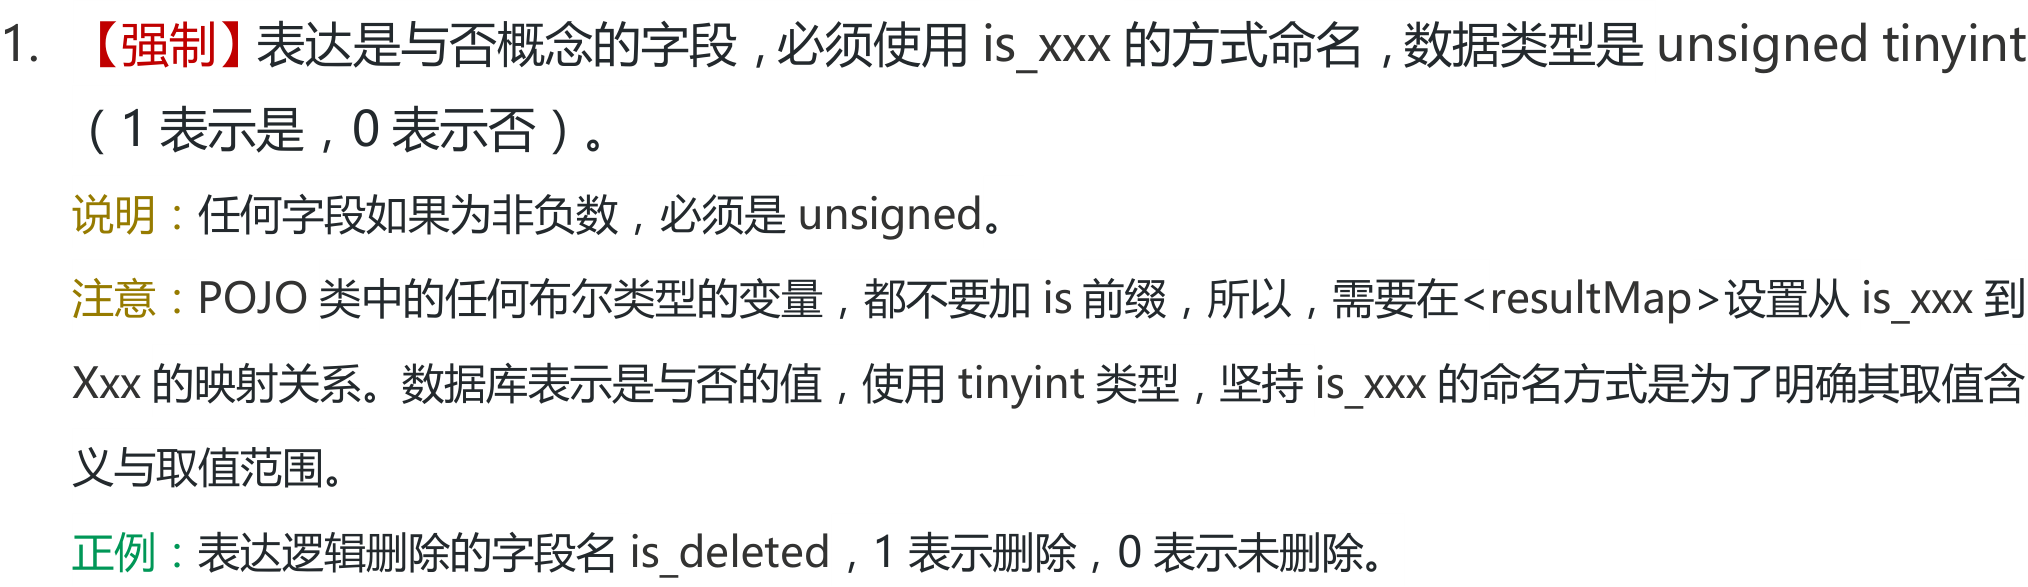 1. 【强制】表达是与否概念的字段，必须使用 is_xxx 的方式命名，数据类型是 unsigned tinyint
（1 表示是，0 表示否）。
说明：任何字段如果为非负数，必须是 unsigned。
注意：POJO 类中的任何布尔类型的变量，都不要加 is 前缀，所以，需要在<resultMap>设置从 is_xxx 到
Xxx 的映射关系。数据库表示是与否的值，使用 tinyint 类型，坚持 is_xxx 的命名方式是为了明确其取值含
义与取值范围。
正例：表达逻辑删除的字段名 is_deleted，1 表示删除，0 表示未删除。